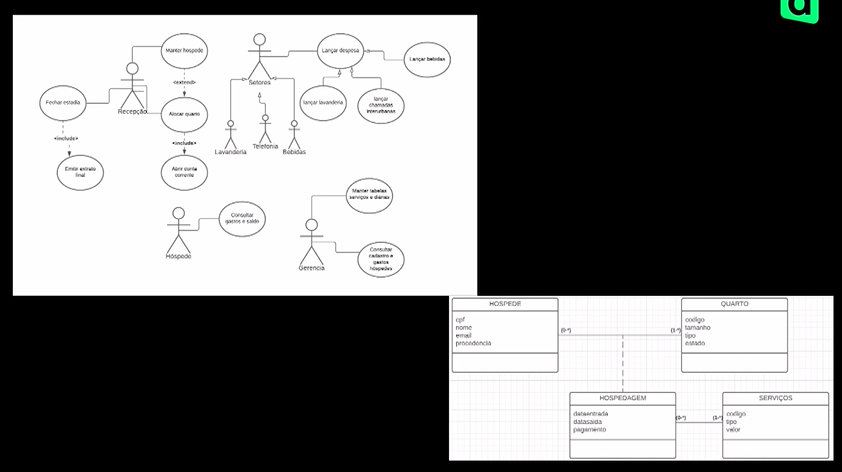 Manter hospede
<extend>
Recepção
Fechar estadia
Alocar quarto
<include>
<include>
Emitir extrato
final
Abrir conta
corrente
Setores
Lançar despesa
Lançar bebidas
lançar lavanderia
lançar
chamadas
interurbanas
Lavanderia
Telefonia
Bebidas
Consultar
gastos e saldo
Hóspede
Manter tabelas
serviços e diárias
Gerencia
Consultar
cadastro e
gastos
hóspedes
HOSPEDE
cpf
nome
email
procedencia
(0-*)
(1-*)
QUARTO
codigo
tamanho
tipo
estado
HOSPEDAGEM
dataentrada
datasaida
pagamento
(0-*)
(1-*)
SERVIÇOS
codigo
tipo
valor